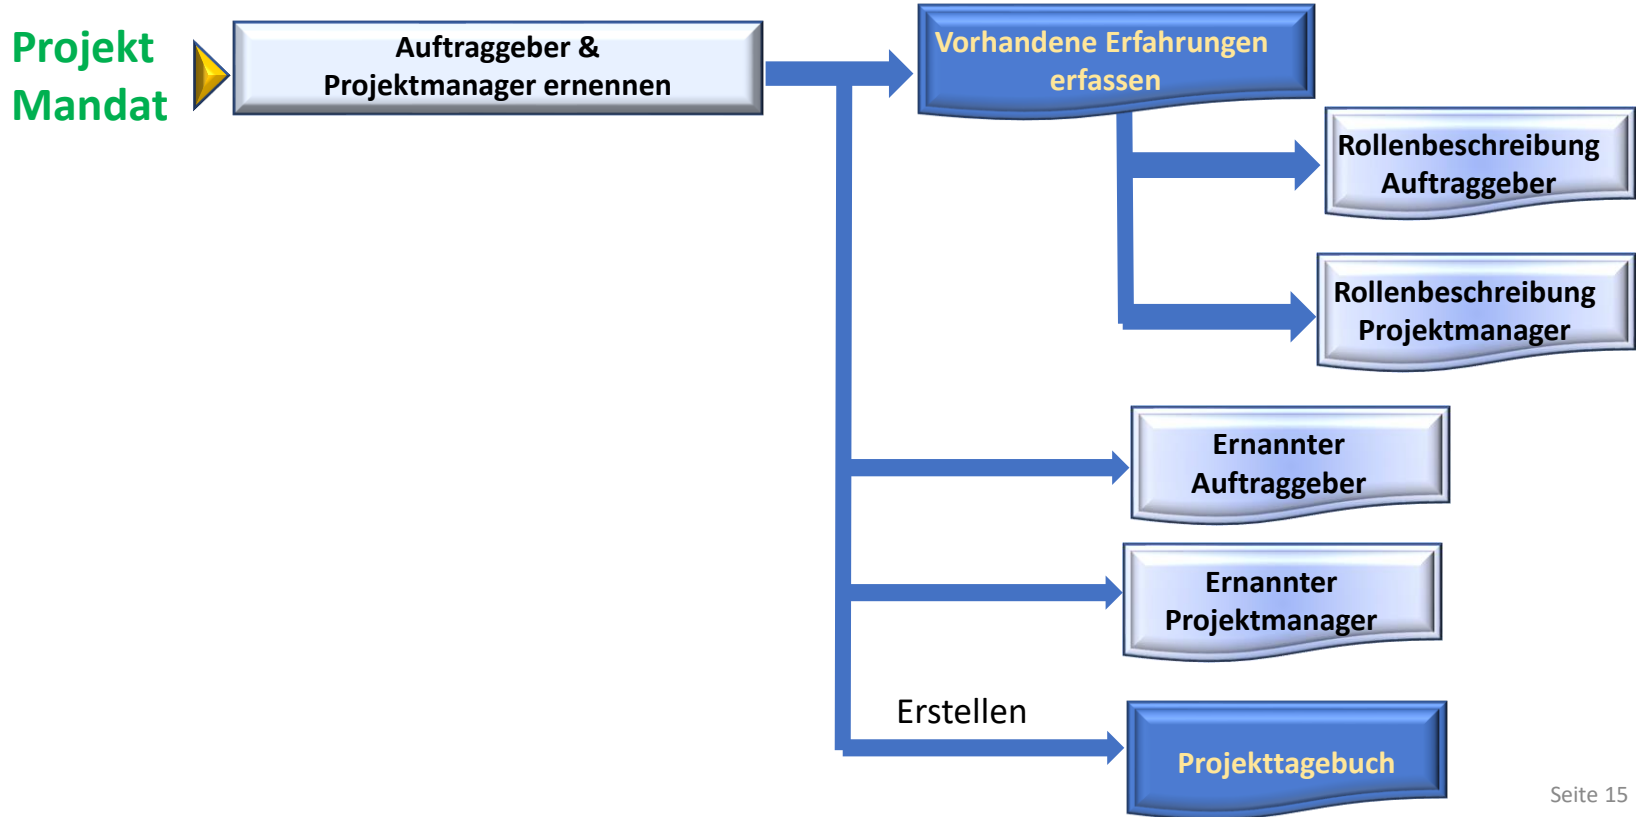 Projekt
Mandat
Auftraggeber &
Projektmanager ernennen
Vorhandene Erfahrungen
erfassen
Rollenbeschreibung
Auftraggeber
Rollenbeschreibung
Projektmanager
Ernannter
Auftraggeber
Ernannter
Projektmanager
Erstellen
Projekttagebuch
Seite 15